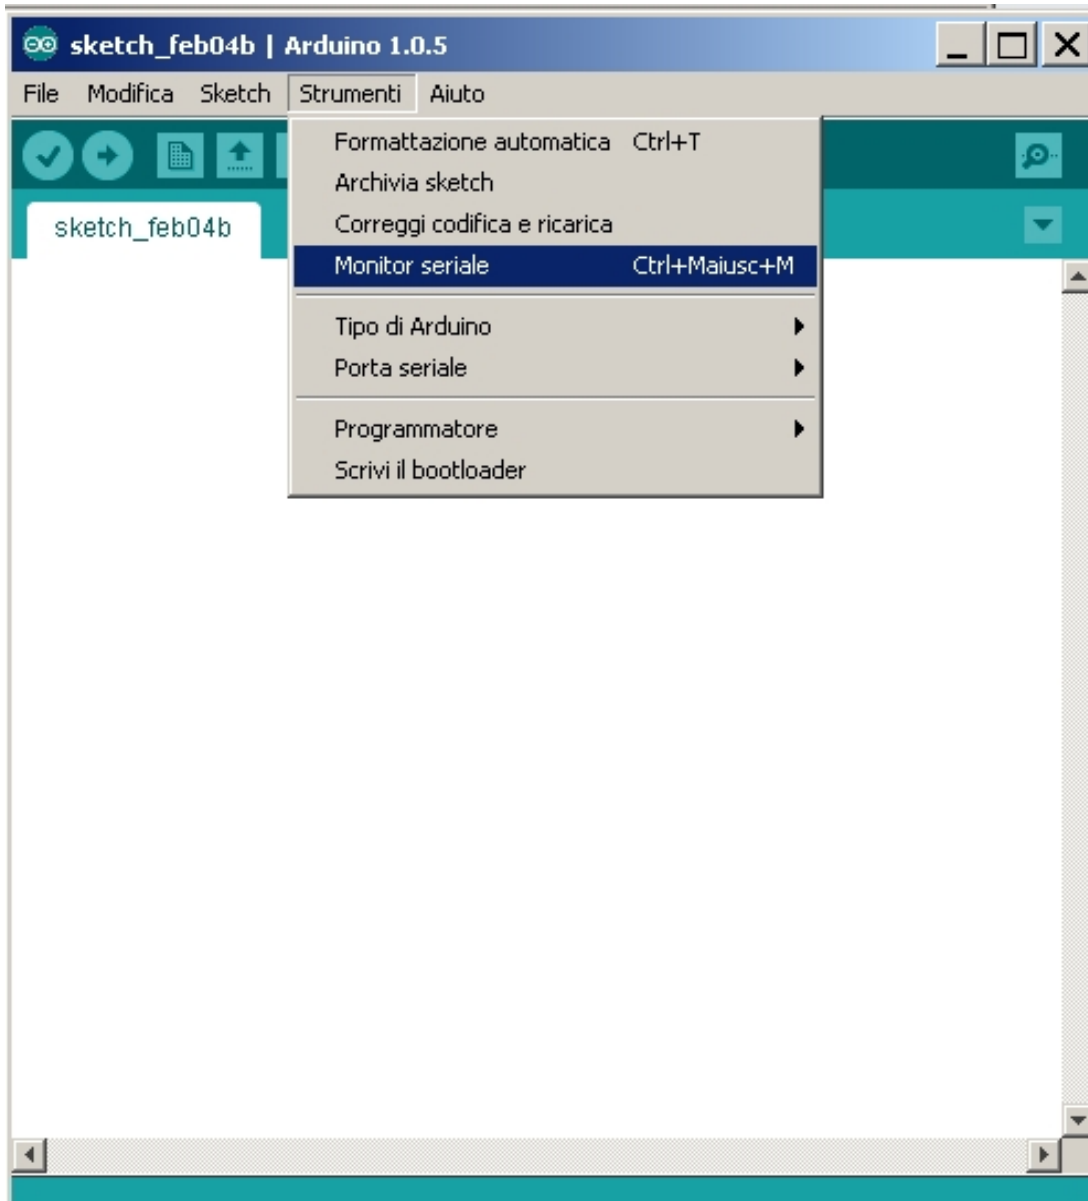 sketch_feb04b | Arduino 1.0.5
File Modifica Sketch Strumenti Aiuto
Formattazione automatica Ctrl+T
Archivia sketch
sketch_feb04b
Correggi codifica e ricarica
Monitor seriale Ctrl+Maiusc+M
Tipo di Arduino
Porta seriale
Programmatore
Scrivi il bootloader